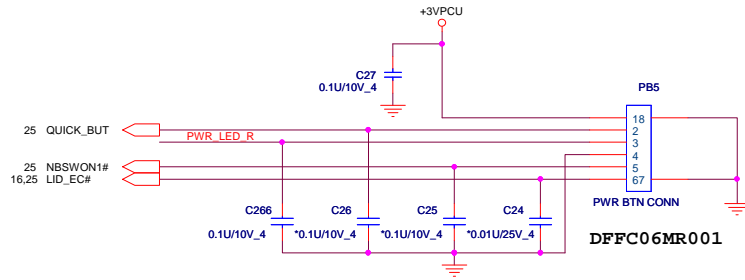 +3VPCU
C27
0.1U/10V_4
PB5
25 QUICK_BUT
PWR_LED_R
25 NBSWON1#
16,25 LID_EC#
18
2
3
4
5
67
PWR BTN CONN
C266
C26
C25
C24
0.1U/10V_4
*0.1U/10V_4
*0.1U/10V_4
*0.01U/25V_4
DFFC06MR001